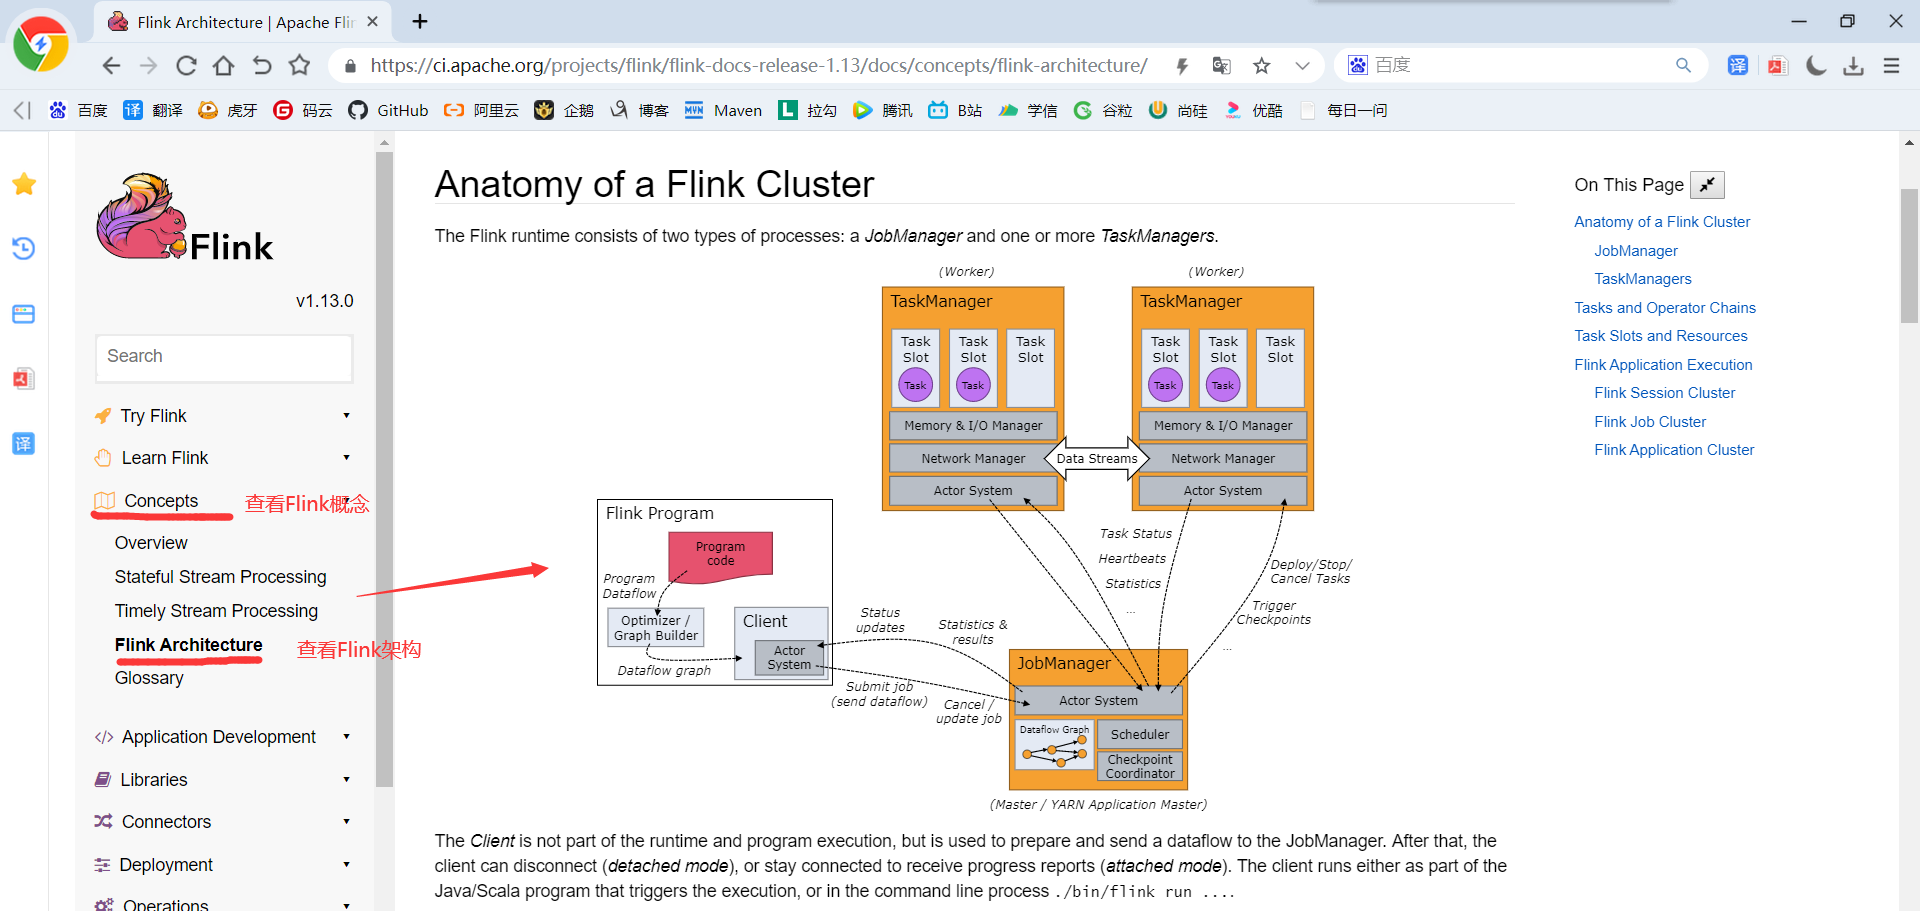 Flink Architecture | Apache Flin
https://ci.apache.org/projects/flink/flink-docs-release-1.13/docs/concepts/flink-architecture/
百度
译
百度
译
翻译
虎牙
码云
GitHub
阿里云
企鹅
博客
MVN
Maven
L
拉勾
腾讯
B站
学信
谷粒
尚硅
YOUKU
优酷
每日一问
译
Flink
v1.13.0
Search
Try Flink
Learn Flink
Concepts
查看Flink概念
Overview
Stateful Stream Processing
Timely Stream Processing
Flink Architecture
查看Flink架构
Glossary
Application Development
Libraries
Connectors
Deployment
Operations
Anatomy of a Flink Cluster
The Flink runtime consists of two types of processes: a JobManager and one or more TaskManagers.
(Worker)
TaskManager
Task
Slot
Task
Task
Slot
Task
Task
Slot
Memory & I/O Manager
Network Manager
Actor System
Data Streams
(Worker)
TaskManager
Task
Slot
Task
Task
Slot
Task
Task
Slot
Memory & I/O Manager
Network Manager
Actor System
Flink Program
Program
code
Program
Dataflow
Optimizer /
Graph Builder
Dataflow graph
Client
Actor
System
Status
updates
Statistics &
results
Submit job
(send dataflow)
Cancel /
update job
Task Status
Heartbeats
Statistics
...
Deploy/Stop/
Cancel Tasks
Trigger
Checkpoints
...
JobManager
Actor System
Dataflow Graph
Scheduler
Checkpoint
Coordinator
(Master / YARN Application Master)
The Client is not part of the runtime and program execution, but is used to prepare and send a dataflow to the JobManager. After that, the
client can disconnect (detached mode), or stay connected to receive progress reports (attached mode). The client runs either as part of the
Java/Scala program that triggers the execution, or in the command line process ./bin/flink run ....
On This Page
Anatomy of a Flink Cluster
JobManager
TaskManagers
Tasks and Operator Chains
Task Slots and Resources
Flink Application Execution
Flink Session Cluster
Flink Job Cluster
Flink Application Cluster